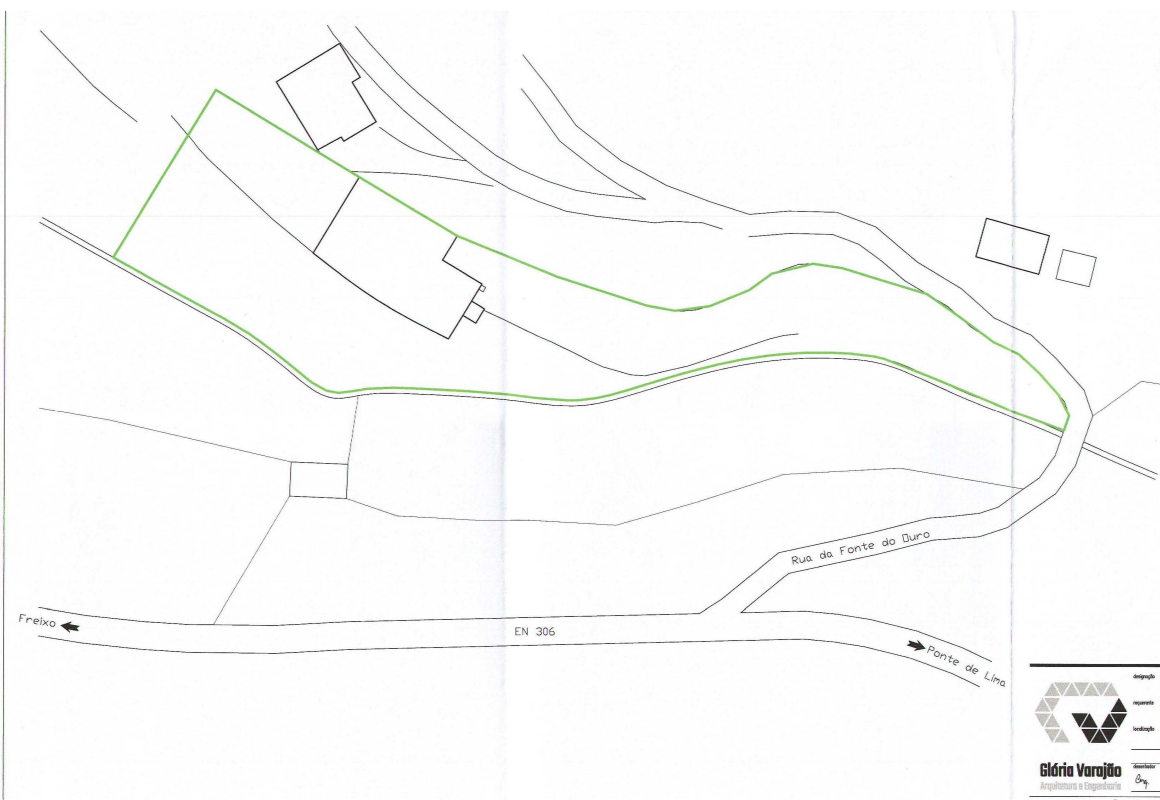 Rua da Fonte do Ouro
Freixo
EN 306
Ponte de Lima
designação
requerente
localização
Glória Varajão
Arquitetura e Engenharia
desenhador
Eng.